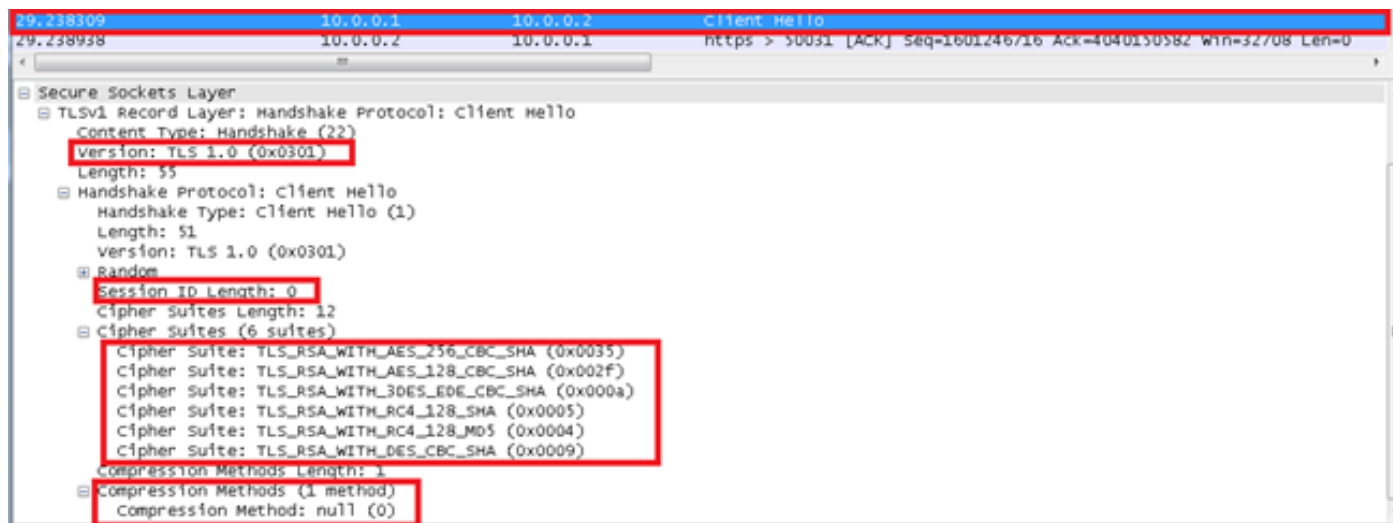 29.238309 10.0.0.1 10.0.0.2 Client Hello
29.238938 10.0.0.2 10.0.0.1 https > 50031 [ACK] Seq=1601246716 Ack=4040150582 Win=32708 Len=0
Secure Sockets Layer
TLSv1 Record Layer: Handshake Protocol: Client Hello
Content Type: Handshake (22)
Version: TLS 1.0 (0x0301)
Length: 55
Handshake Protocol: Client Hello
Handshake Type: Client Hello (1)
Length: 51
Version: TLS 1.0 (0x0301)
Random
Session ID Length: 0
Cipher Suites Length: 12
Cipher Suites (6 suites)
Cipher Suite: TLS_RSA_WITH_AES_256_CBC_SHA (0x0035)
Cipher Suite: TLS_RSA_WITH_AES_128_CBC_SHA (0x002f)
Cipher Suite: TLS_RSA_WITH_3DES_EDE_CBC_SHA (0x000a)
Cipher Suite: TLS_RSA_WITH_RC4_128_SHA (0x0005)
Cipher Suite: TLS_RSA_WITH_RC4_128_MD5 (0x0004)
Cipher Suite: TLS_RSA_WITH_DES_CBC_SHA (0x0009)
Compression Methods Length: 1
Compression Methods (1 method)
Compression Method: null (0)